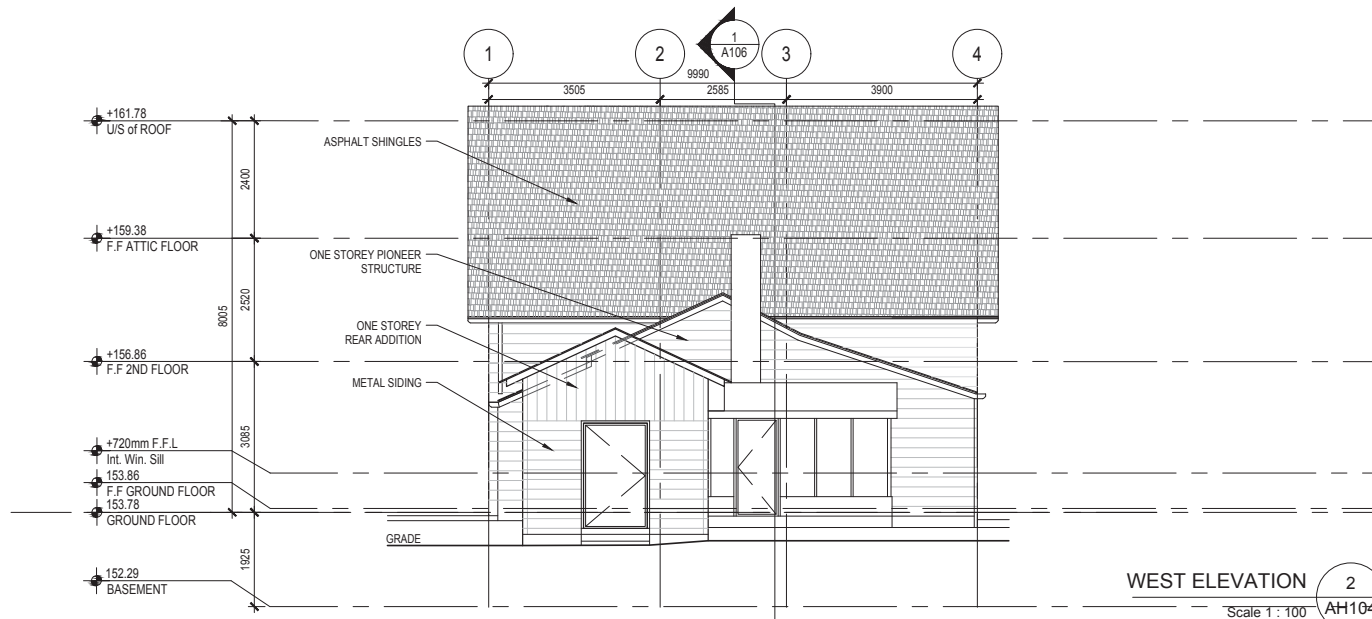 1
2
1
A106
3
4
9990
3505
2585
3900
+161.78
U/S of ROOF
ASPHALT SHINGLES
2400
+159.38
F.F ATTIC FLOOR
ONE STOREY PIONEER
STRUCTURE
2520
8005
ONE STOREY
REAR ADDITION
+156.86
F.F 2ND FLOOR
METAL SIDING
3085
+720mm F.F.L
Int. Win. Sill
153.86
F.F GROUND FLOOR
153.78
GROUND FLOOR
GRADE
1925
152.29
BASEMENT
WEST ELEVATION
Scale 1 : 100
2
AH104